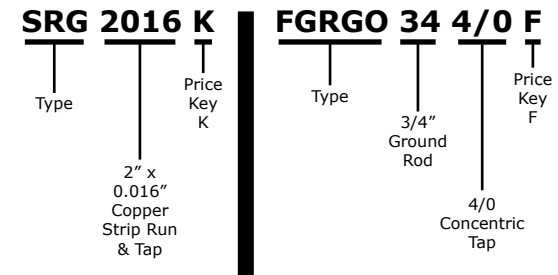 SRG 2016 K
Type
2″ x
0.016″
Copper
Strip Run
& Tap
Price
Key
K
FGRGO 34 4/0 F
Type
3/4″
Ground
Rod
4/0
Concentric
Tap
Price
Key
F